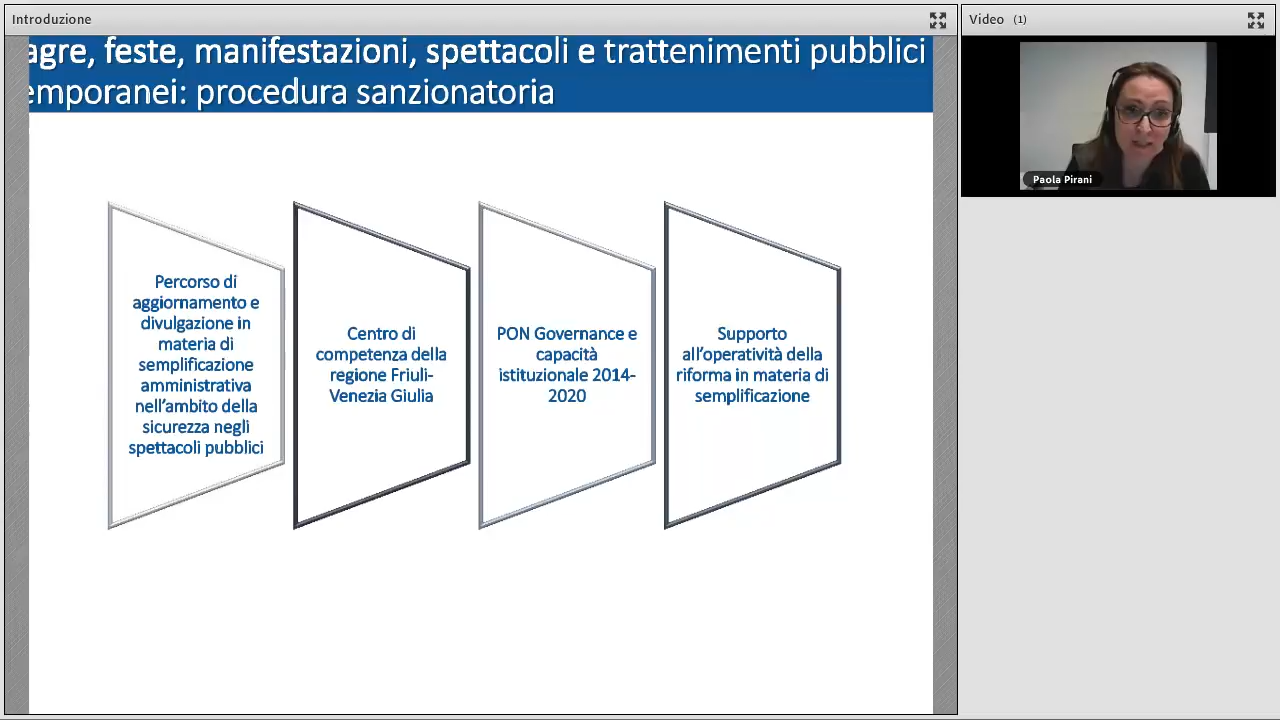 Introduzione
Video (1)
agre, feste, manifestazioni, spettacoli e trattenimenti pubblici
emporanei: procedura sanzionatoria
Percorso di
aggiornamento e
divulgazione in
materia di
semplificazione
amministrativa
nell'ambito della
sicurezza negli
spettacoli pubblici
Centro di
competenza della
regione Friuli-
Venezia Giulia
PON Governance e
capacità
istituzionale 2014-
2020
Supporto
all'operatività della
riforma in materia di
semplificazione
Paola Pirani